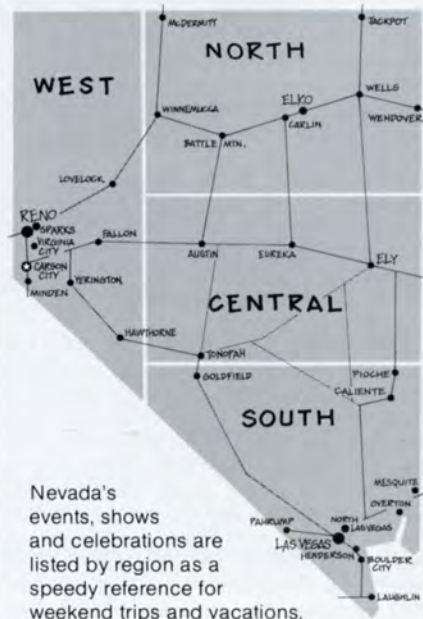 McDERMITT
JACKPOT
NORTH
WEST
WELLS
ELKO
WINNEMUCCA
CARLIN
WENDOVER
BATTLE MTN.
LOVELOCK
RENO
SPARKS
VIRGINIA CITY
FALLON
AUSTIN
EUREKA
ELY
CARSON CITY
YERINGTON
MINDEN
CENTRAL
HAWTHORNE
TONOPAH
GOLDFIELD
PIOCHE
CALIENTE
SOUTH
MESQUITE
OVERTON
PAHRUMP
NORTH LAS VEGAS
LAS VEGAS
HENDERSON
BOULDER CITY
LAUGHLIN
Nevada's
events, shows
and celebrations are
listed by region as a
speedy reference for
weekend trips and vacations.